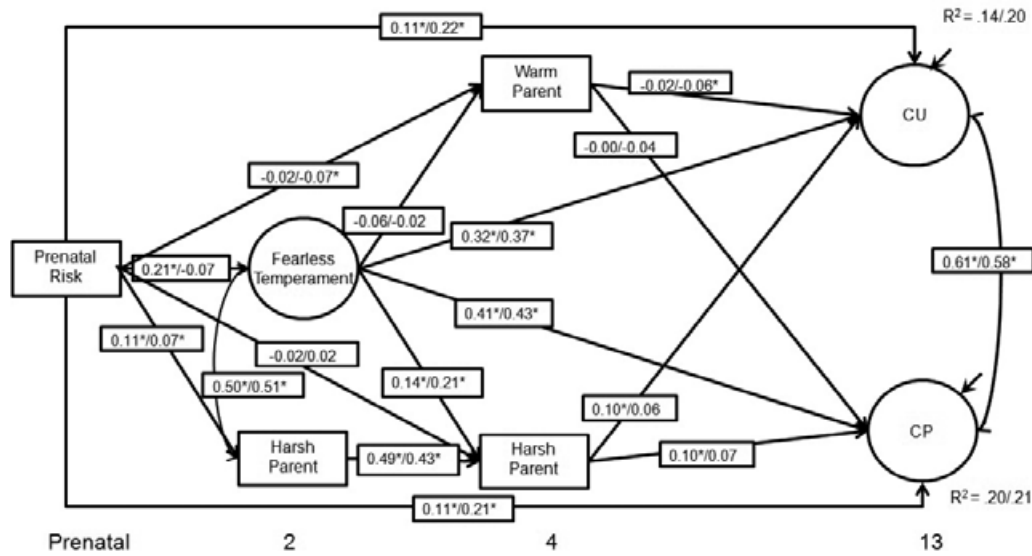 R² = .14/.20
0.11*/0.22*
Warm
Parent
-0.02/-0.06*
CU
-0.00/-0.04
-0.02/-0.07*
-0.06/-0.02
0.32*/0.37*
Prenatal
Risk
0.21*/-0.07
Fearless
Temperament
0.61*/0.58*
0.41*/0.43*
0.11*/0.07*
-0.02/0.02
0.50*/0.51*
0.14*/0.21*
0.10*/0.06
CP
Harsh
Parent
0.49*/0.43*
Harsh
Parent
0.10*/0.07
R² = .20/.21
0.11*/0.21*
Prenatal 2 4 13